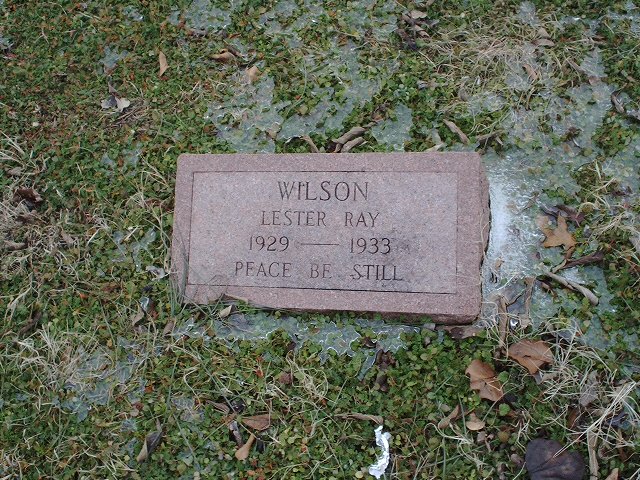 WILSON
LESTER RAY
1929 — 1933
PEACE BE STILL